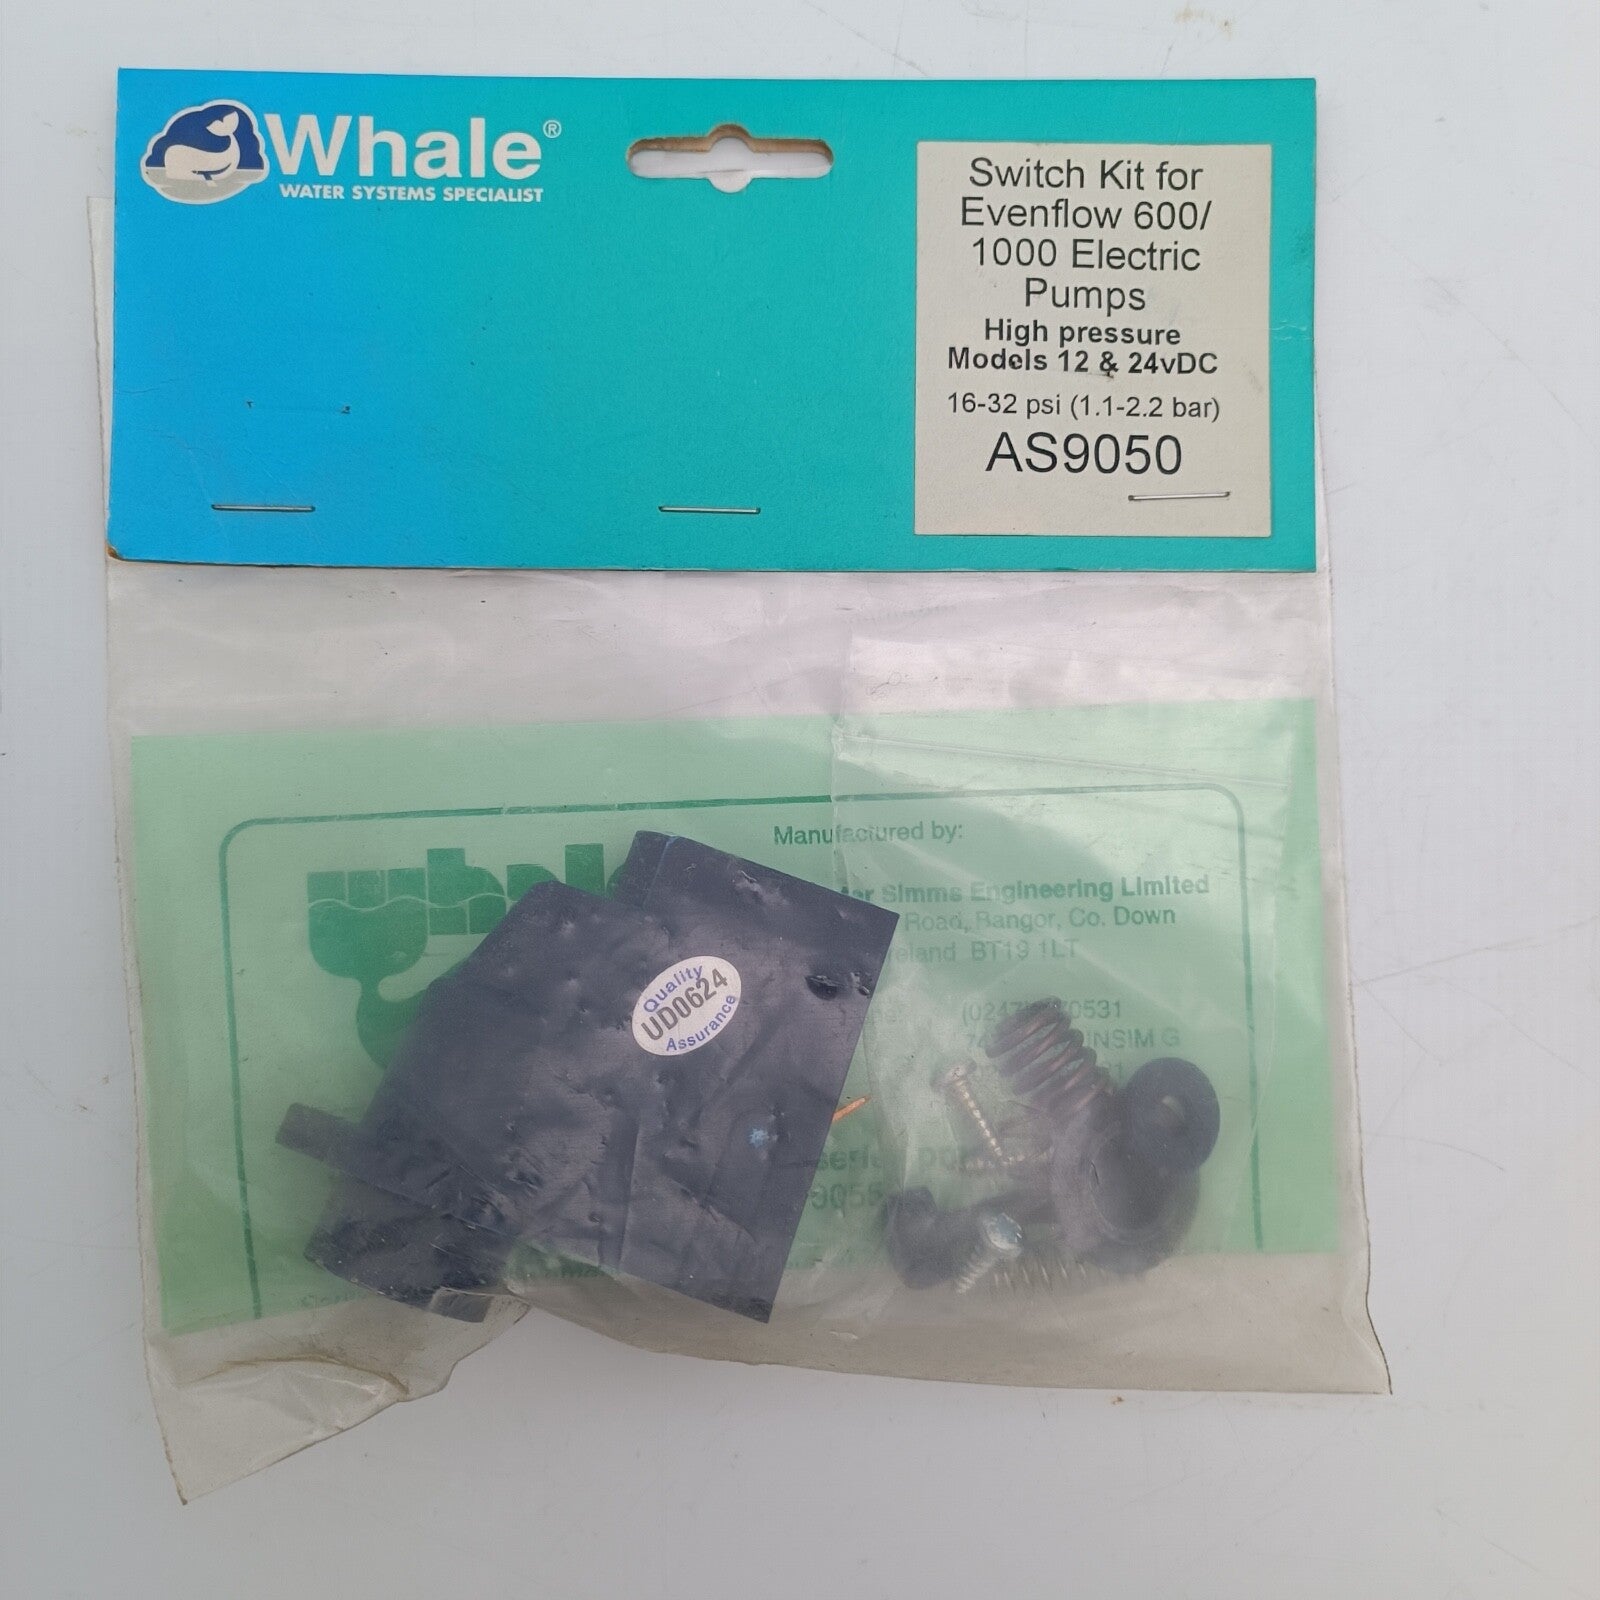 Whale®
WATER SYSTEMS SPECIALIST
Switch Kit for
Evenflow 600/
1000 Electric
Pumps
High pressure
Models 12 & 24vDC
16-32 psi (1.1-2.2 bar)
AS9050
Manufactured by:
Simms Engineering Limited
Road, Bangor, Co. Down
BT19 1LT
Quality
UD0624
Assurance